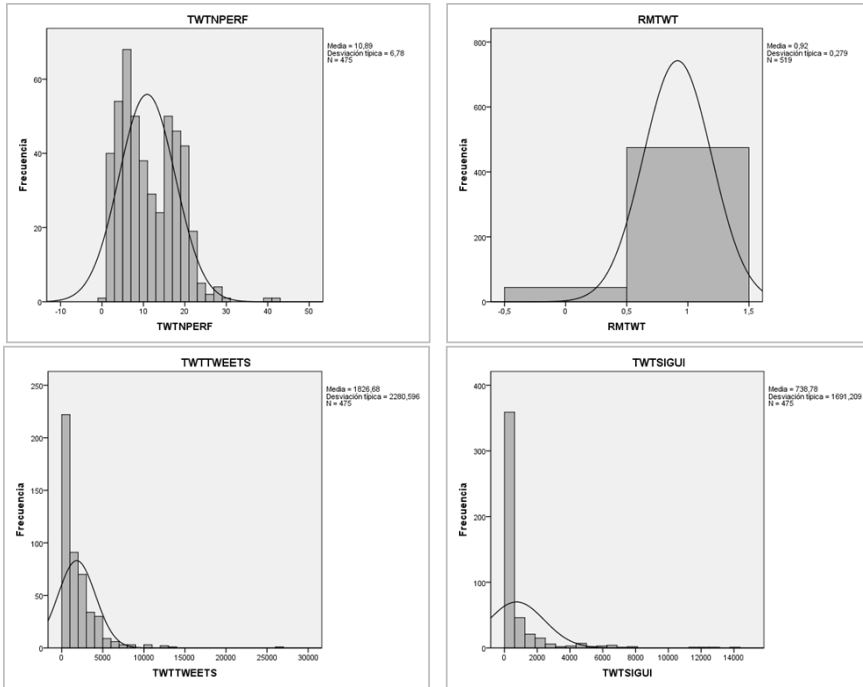 TWTNPERF
Media = 10,89
Desviación típica = 6,78
N = 475
Frecuencia
60
40
20
0
-10
0
10
20
30
40
50
TWTNPERF
RMTWT
Media = 0,92
Desviación típica = 0,279
N = 519
Frecuencia
800
600
400
200
0
-0,5
0
0,5
1
1,5
RMTWT
TWTTWEETS
Media = 1826,68
Desviación típica = 2280,596
N = 475
Frecuencia
250
200
150
100
50
0
0
5000
10000
15000
20000
25000
30000
TWTTWEETS
TWTSIGUI
Media = 738,78
Desviación típica = 1691,209
N = 475
Frecuencia
400
300
200
100
0
0
2000
4000
6000
8000
10000
12000
14000
TWTSIGUI